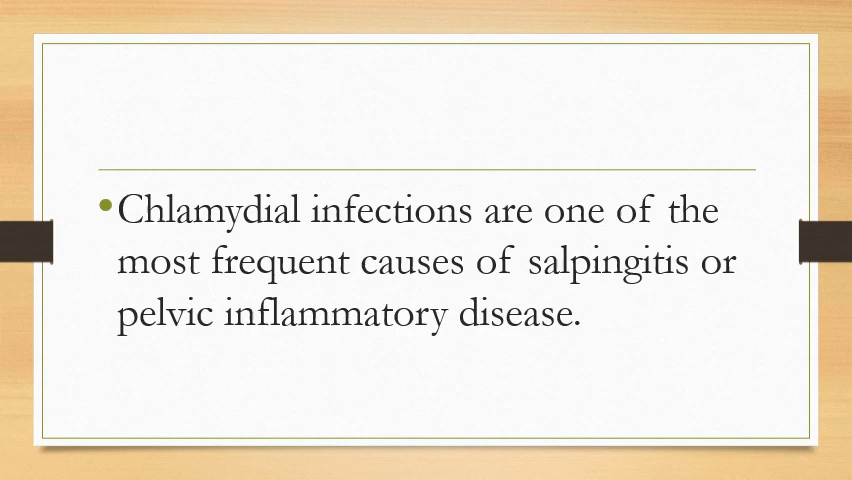 •Chlamydial infections are one of the
most frequent causes of salpingitis or
pelvic inflammatory disease.